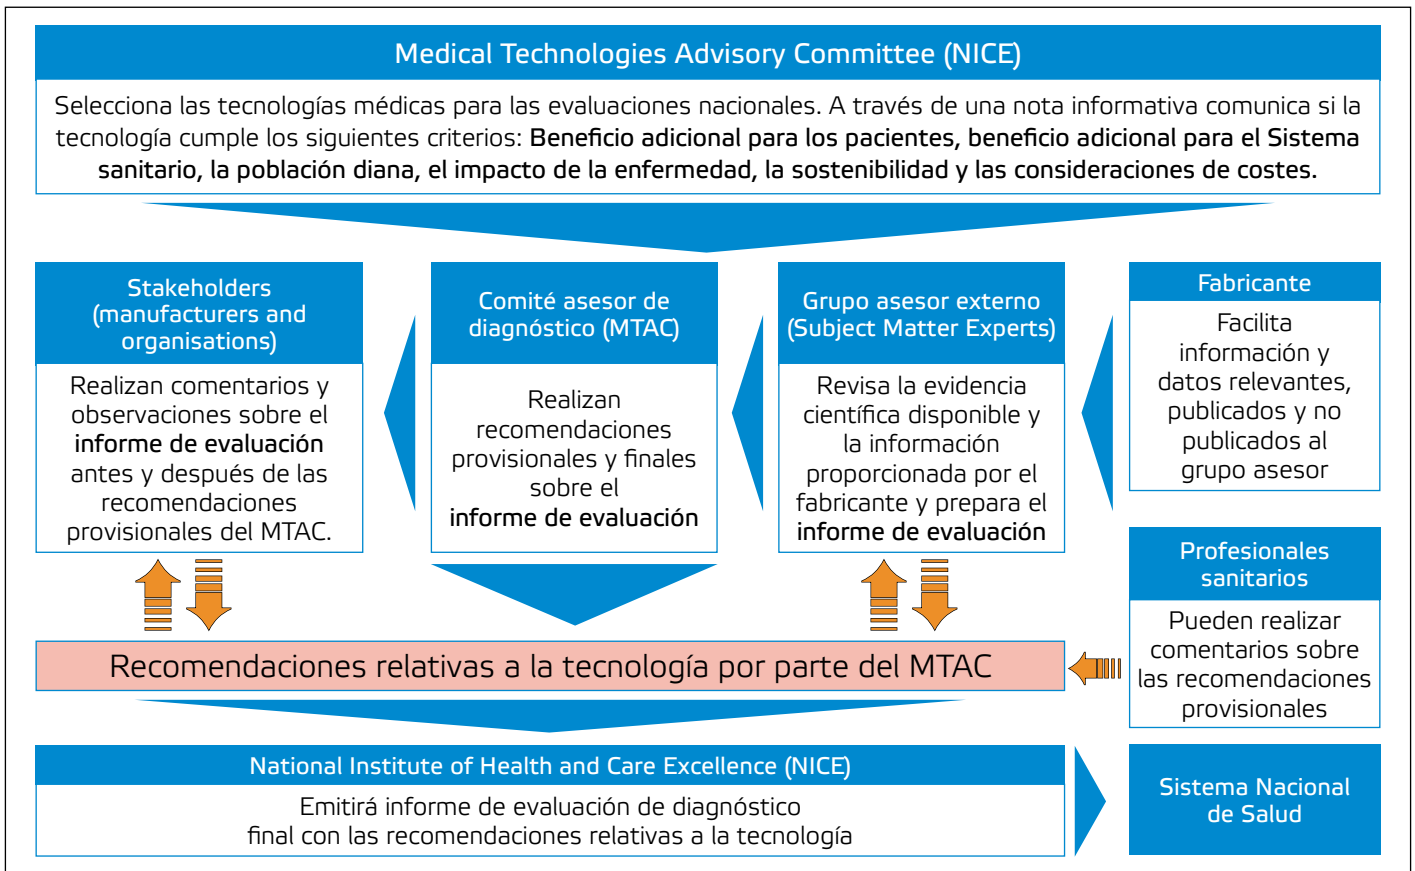 Medical Technologies Advisory Committee (NICE)
Selecciona las tecnologías médicas para las evaluaciones nacionales. A través de una nota informativa comunica si la
tecnología cumple los siguientes criterios: Beneficio adicional para los pacientes, beneficio adicional para el Sistema
sanitario, la población diana, el impacto de la enfermedad, la sostenibilidad y las consideraciones de costes.
Stakeholders
(manufacturers and
organisations)
Realizan comentarios y
observaciones sobre el
informe de evaluación
antes y después de las
recomendaciones
provisionales del MTAC.
Comité asesor de
diagnóstico (MTAC)
Realizan
recomendaciones
provisionales y finales
sobre el
informe de evaluación
Grupo asesor externo
(Subject Matter Experts)
Revisa la evidencia
científica disponible y
la información
proporcionada por el
fabricante y prepara el
informe de evaluación
Fabricante
Facilita
información y
datos relevantes,
publicados y no
publicados al
grupo asesor
Profesionales
sanitarios
Pueden realizar
comentarios sobre
las recomendaciones
provisionales
Recomendaciones relativas a la tecnología por parte del MTAC
National Institute of Health and Care Excellence (NICE)
Emitirá informe de evaluación de diagnóstico
final con las recomendaciones relativas a la tecnología
Sistema Nacional
de Salud